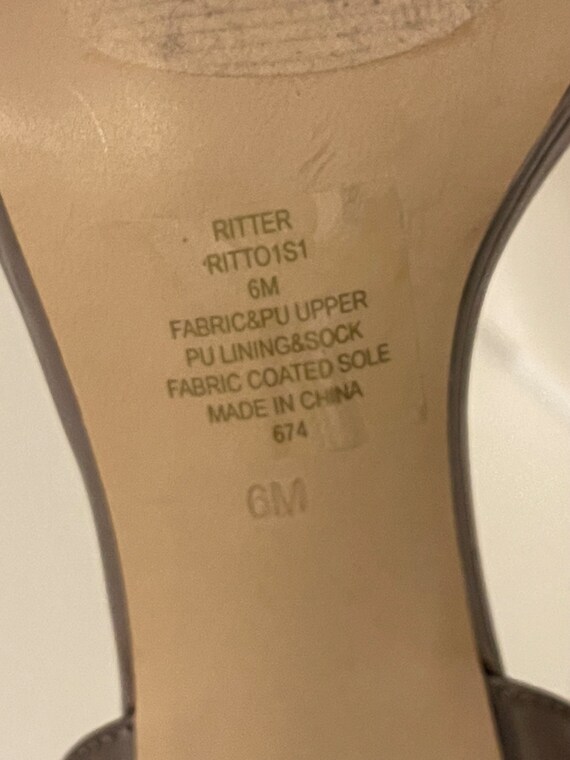 RITTER
RITTO1S1
6M
FABRIC&PU UPPER
PU LINING&SOCK
FABRIC COATED SOLE
MADE IN CHINA
674
6M